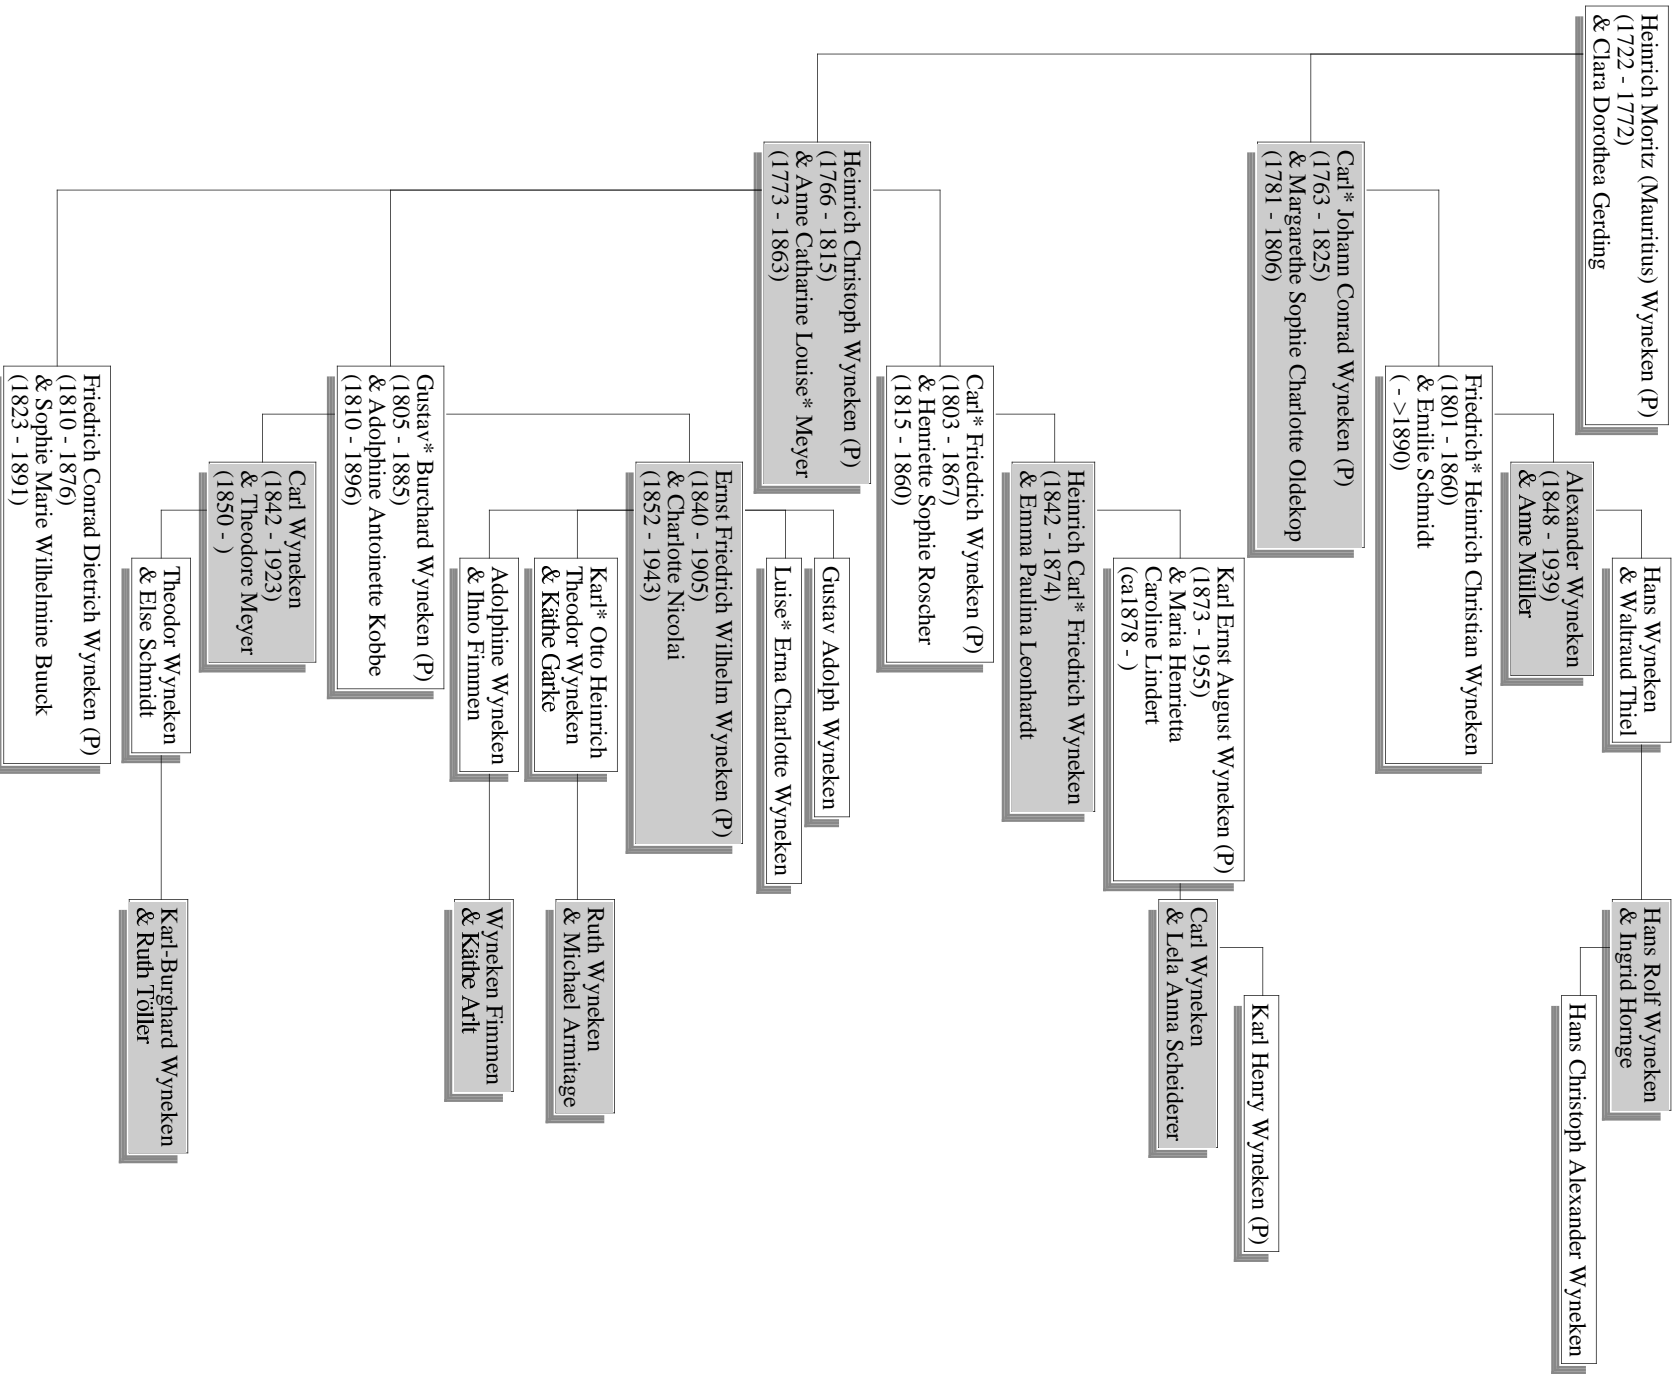 Heinrich Moritz (Mauritius) Wyneken (P)
(1722 - 1772)
& Clara Dorothea Gerding
Carl* Johann Conrad Wyneken (P)
(1763 - 1825)
& Margarethe Sophie Charlotte Oldekop
(1781 - 1806)
Friedrich* Heinrich Christian Wyneken
(1801 - 1860)
& Emilie Schmidt
( - >1890)
Alexander Wyneken
(1848 - 1939)
& Anne Müller
Hans Wyneken
& Waltraud Thiel
Hans Rolf Wyneken
& Ingrid Hornge
Hans Christoph Alexander Wyneken
Heinrich Christoph Wyneken (P)
(1766 - 1815)
& Anne Catharine Louise* Meyer
(1773 - 1863)
Carl* Friedrich Wyneken (P)
(1803 - 1867)
& Henriette Sophie Roscher
(1815 - 1860)
Heinrich Carl* Friedrich Wyneken
(1842 - 1874)
& Emma Paulina Leonhardt
Karl Ernst August Wyneken (P)
(1873 - 1955)
& Maria Henrietta
Caroline Lindert
(ca1878 - )
Carl Wyneken
& Lela Anna Scheiderer
Karl Henry Wyneken (P)
Gustav* Burchard Wyneken (P)
(1805 - 1885)
& Adolphine Antoinette Kobbe
(1810 - 1896)
Ernst Friedrich Wilhelm Wyneken (P)
(1840 - 1905)
& Charlotte Nicolai
(1852 - 1943)
Gustav Adolph Wyneken
Luise* Erna Charlotte Wyneken
Karl* Otto Heinrich
Theodor Wyneken
& Käthe Garke
Ruth Wyneken
& Michael Armitage
Adolphine Wyneken
& Ihno Fimmen
Wyneken Fimmen
& Käthe Arlt
Carl Wyneken
(1842 - 1923)
& Theodore Meyer
(1850 - )
Theodor Wyneken
& Else Schmidt
Karl-Burghard Wyneken
& Ruth Töller
Friedrich Conrad Dietrich Wyneken (P)
(1810 - 1876)
& Sophie Marie Wilhelmine Buuck
(1823 - 1891)